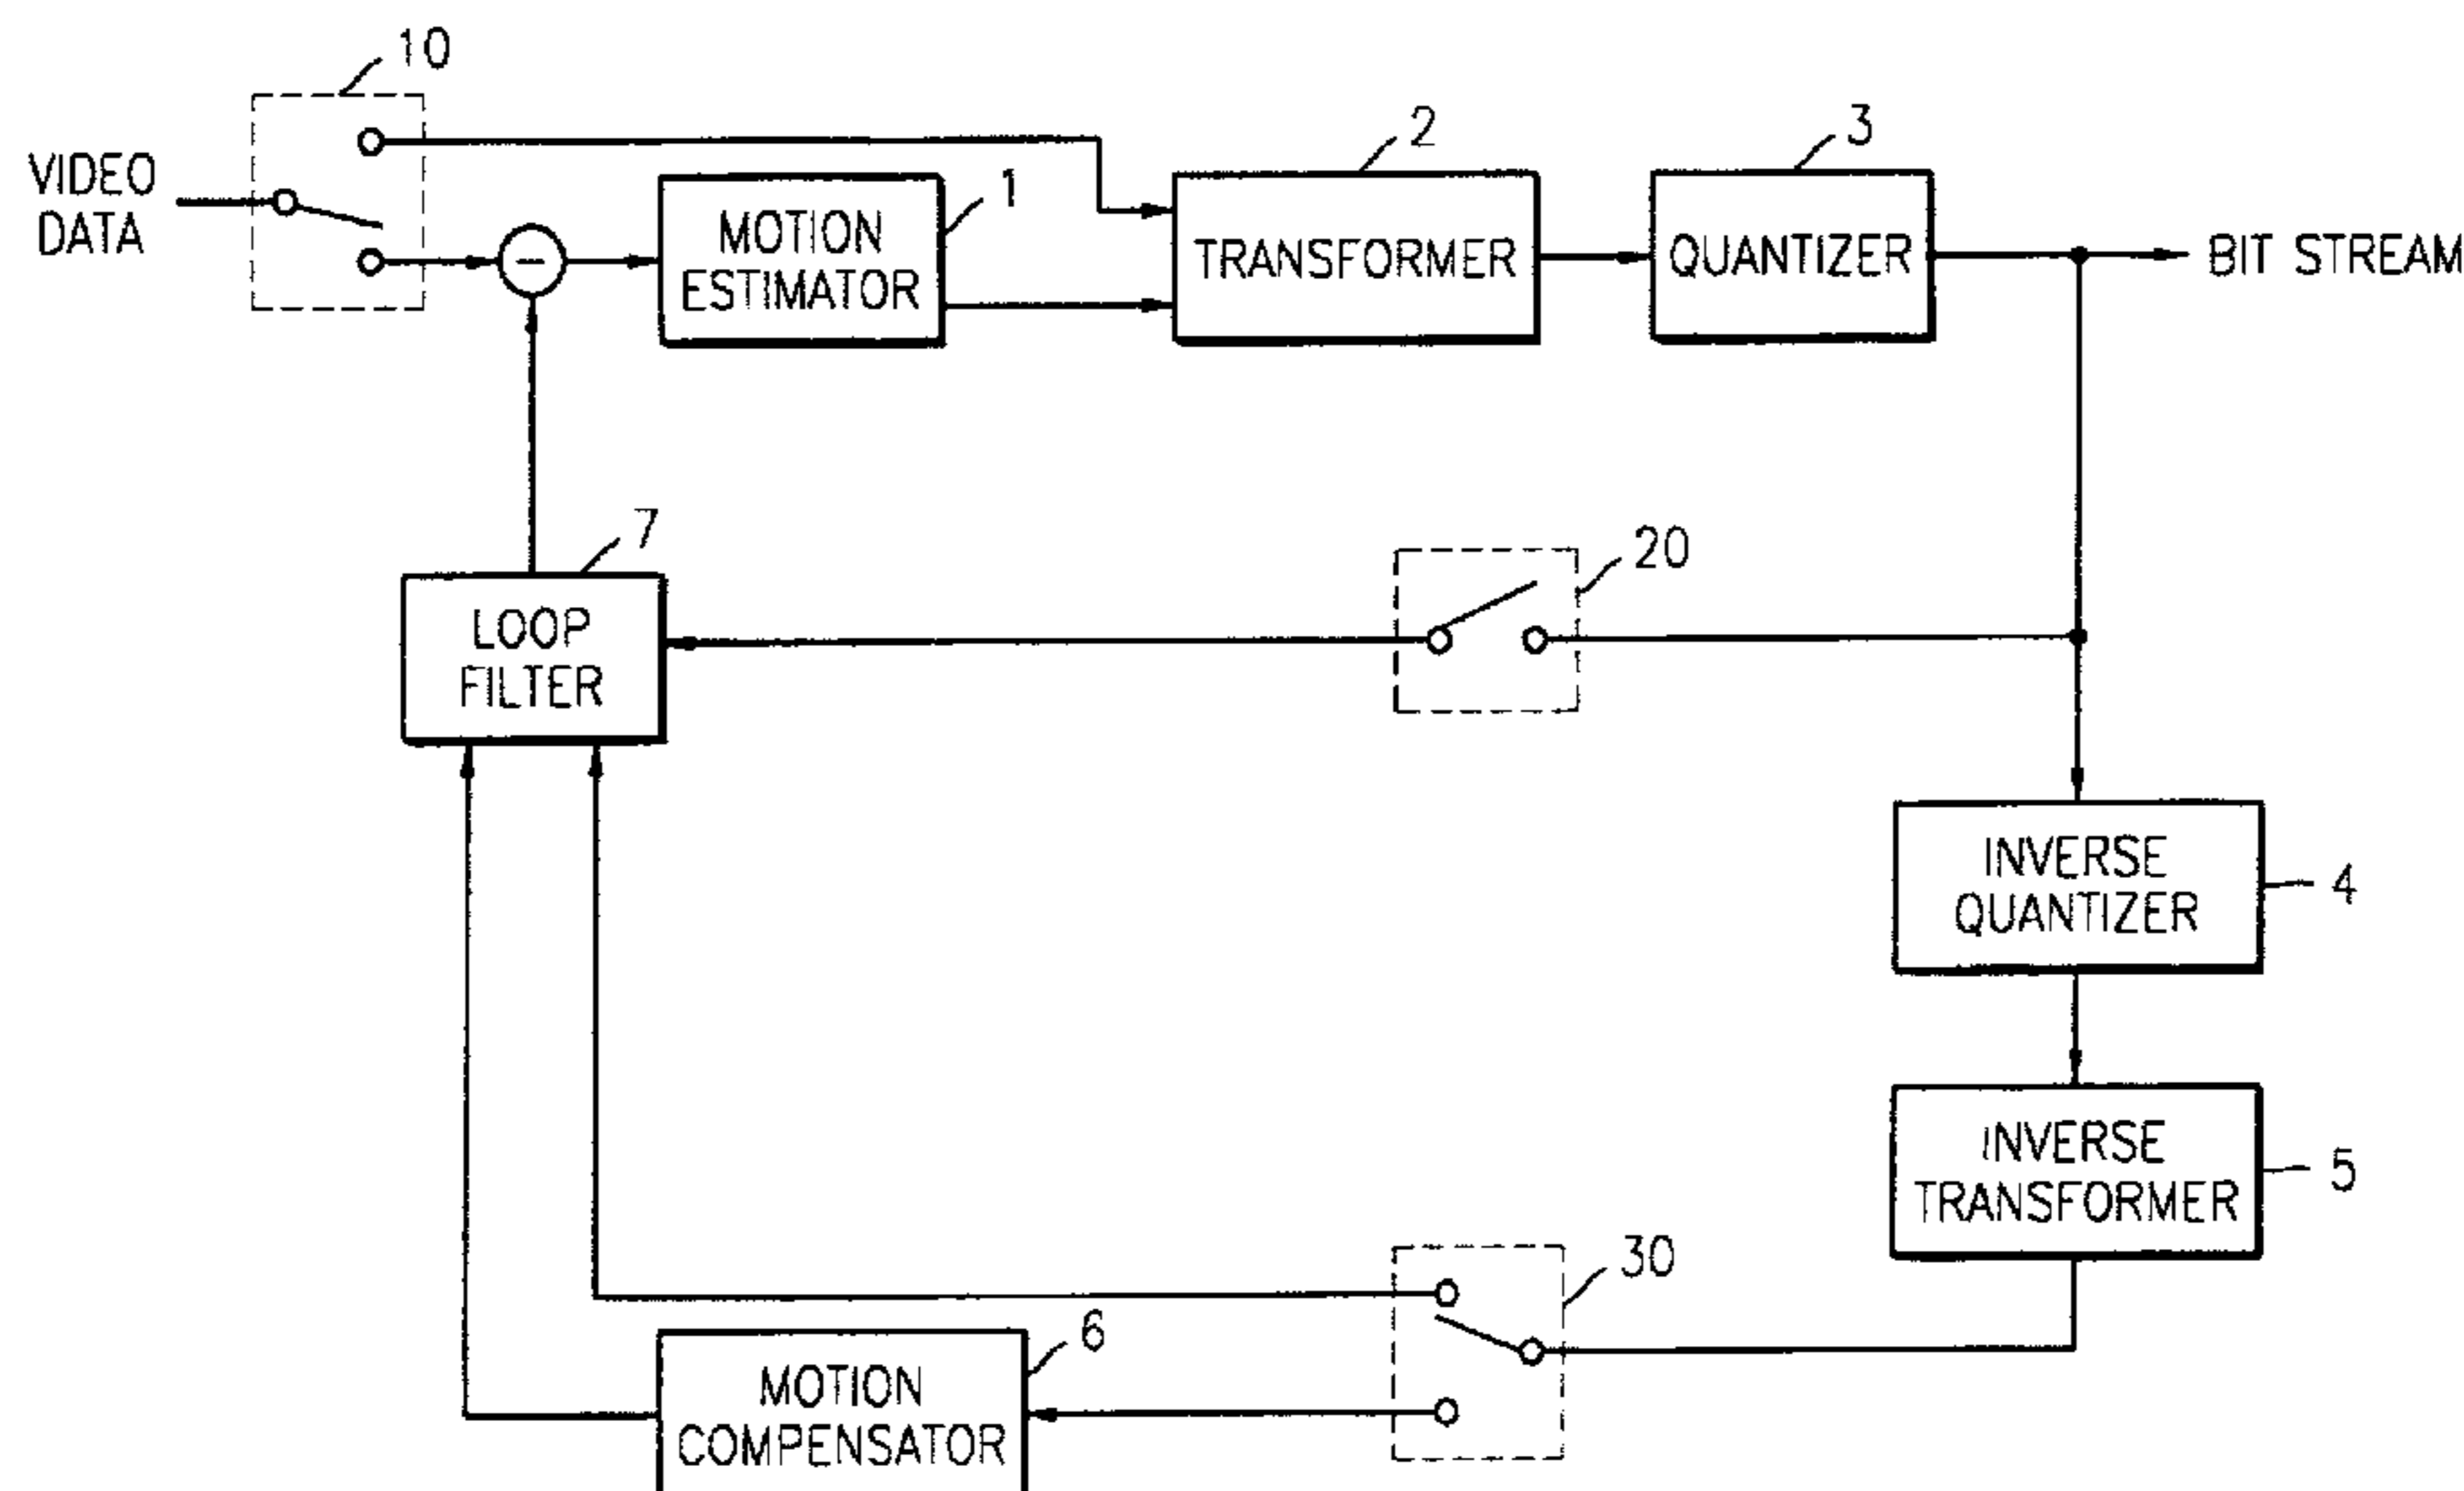 10
VIDEO
DATA
1
MOTION
ESTIMATOR
2
TRANSFORMER
3
QUANTIZER
BIT STREAM
7
LOOP
FILTER
20
INVERSE
QUANTIZER
4
INVERSE
TRANSFORMER
5
30
6
MOTION
COMPENSATOR